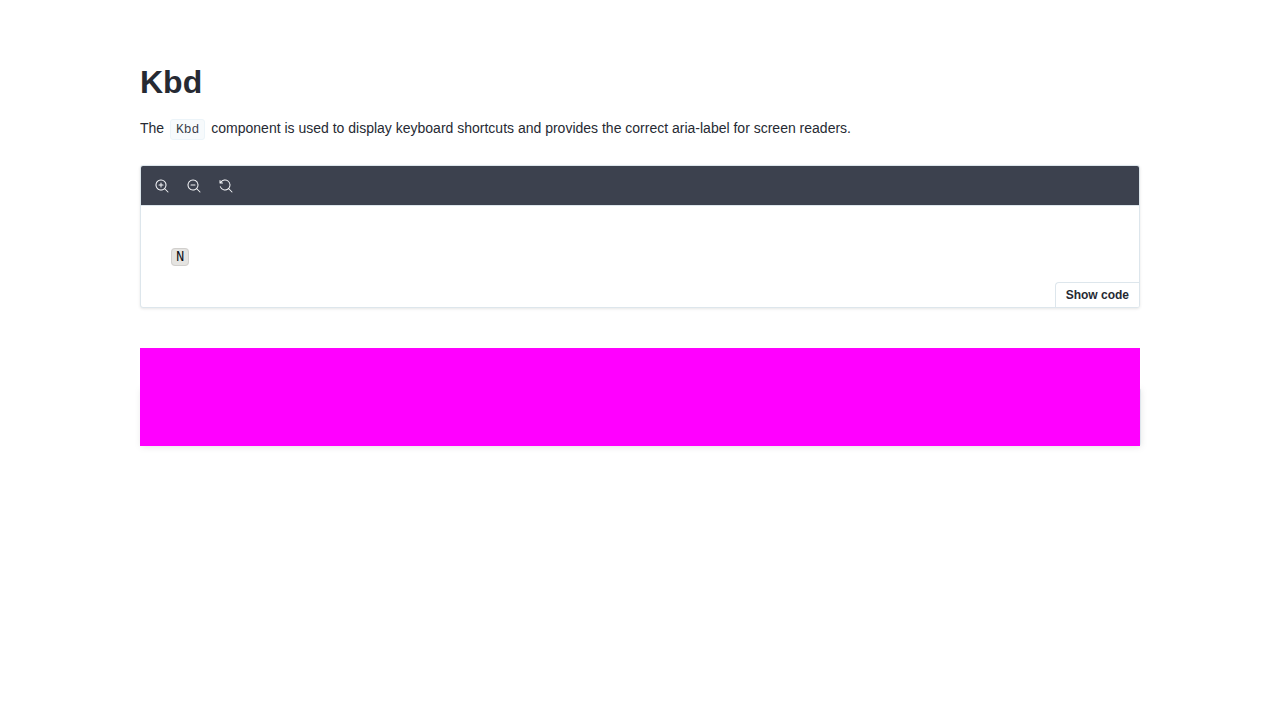 Kbd
The Kbd component is used to display keyboard shortcuts and provides the correct aria-label for screen readers.
N
Show code